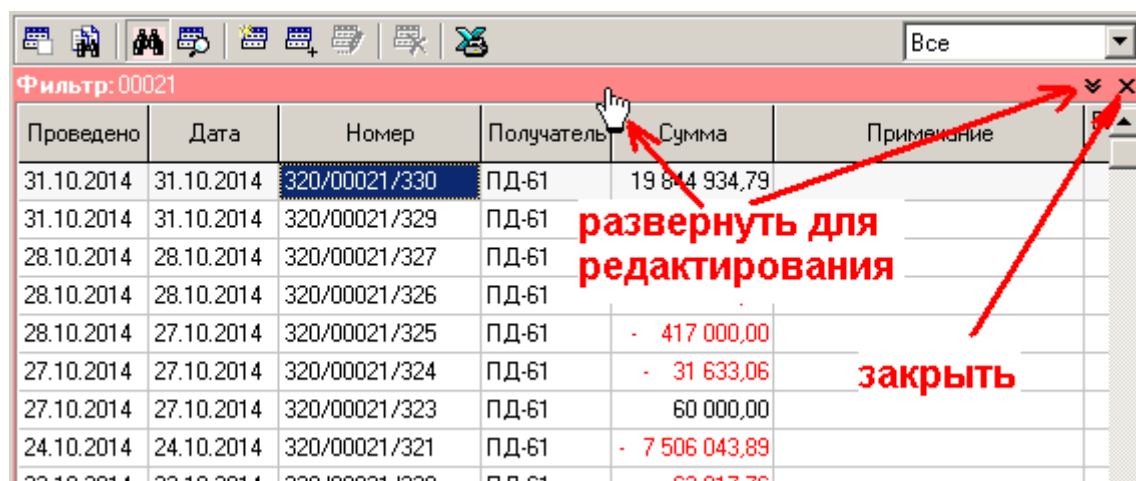 Все
Фильтр: 00021
Проведено Дата Номер Получатель Сумма Примечание
31.10.2014 31.10.2014 320/00021/330 ПД-61 19 844 934,79
31.10.2014 31.10.2014 320/00021/329 ПД-61
28.10.2014 28.10.2014 320/00021/327 ПД-61
28.10.2014 28.10.2014 320/00021/326 ПД-61
28.10.2014 27.10.2014 320/00021/325 ПД-61 - 417 000,00
27.10.2014 27.10.2014 320/00021/324 ПД-61 - 31 633,06
27.10.2014 27.10.2014 320/00021/323 ПД-61 60 000,00
24.10.2014 24.10.2014 320/00021/321 ПД-61 - 7 506 043,89
развернуть для
редактирования
закрыть